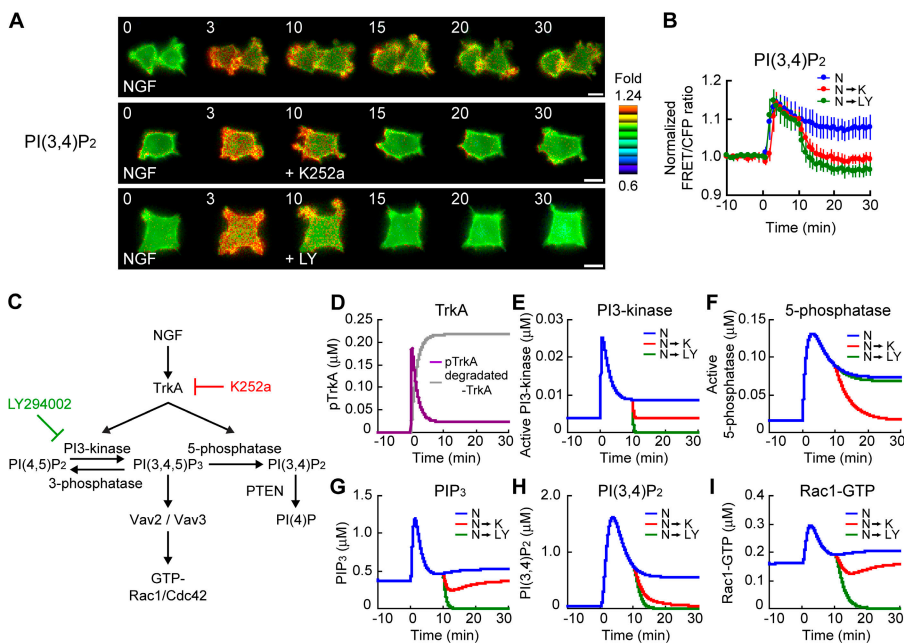 A
PI(3,4)P2
0 3 10 15 20 30
NGF
0 3 10 15 20 30
NGF + K252a
0 3 10 15 20 30
NGF + LY
Fold
1.24
0.6
B
PI(3,4)P2
N
N→K
N→LY
Normalized
FRET/CFP ratio
1.2
1.1
1.0
0.9
-10 0 10 20 30
Time (min)
C
NGF
TrkA
K252a
LY294002
PI3-kinase
5-phosphatase
PI(4,5)P2
PI(3,4,5)P3
PI(3,4)P2
3-phosphatase
PTEN
Vav2 / Vav3
PI(4)P
GTP-
Rac1/Cdc42
D
TrkA
pTrkA (μM)
0.25
0.20
0.15
0.10
0.05
0
pTrkA
degraded
-TrkA
-10 0 10 20 30
Time (min)
E
PI3-kinase
Active PI3-kinase (μM)
0.03
0.02
0.01
0
N
N→K
N→LY
-10 0 10 20 30
Time (min)
F
5-phosphatase
Active
5-phosphatase (μM)
0.15
0.10
0.05
0
N
N→K
N→LY
-10 0 10 20 30
Time (min)
G
PIP3
PIP3 (μM)
1.5
1.0
0.5
0
N
N→K
N→LY
-10 0 10 20 30
Time (min)
H
PI(3,4)P2
PI(3,4)P2 (μM)
2.0
1.0
0
N
N→K
N→LY
-10 0 10 20 30
Time (min)
I
Rac1-GTP
Rac1-GTP (μM)
0.4
0.3
0.2
0.1
0
N
N→K
N→LY
-10 0 10 20 30
Time (min)